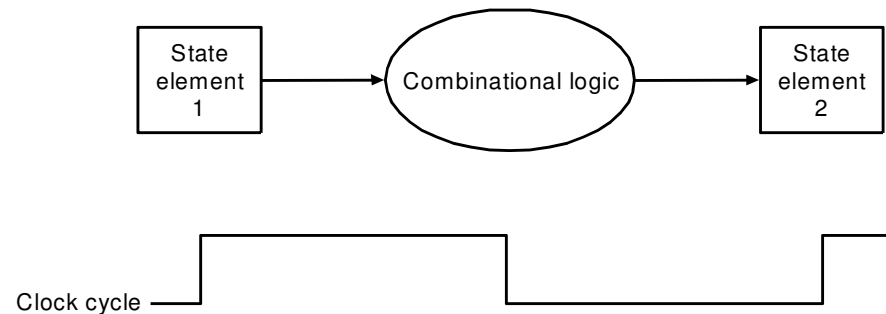 State
element
1
Combinational logic
State
element
2
Clock cycle